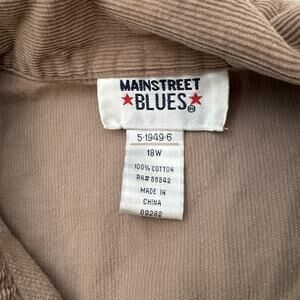 MAINSTREET
★BLUES★®
5-1949-6
18W
100% COTTON
RN# 88842
MADE IN
CHINA
09282